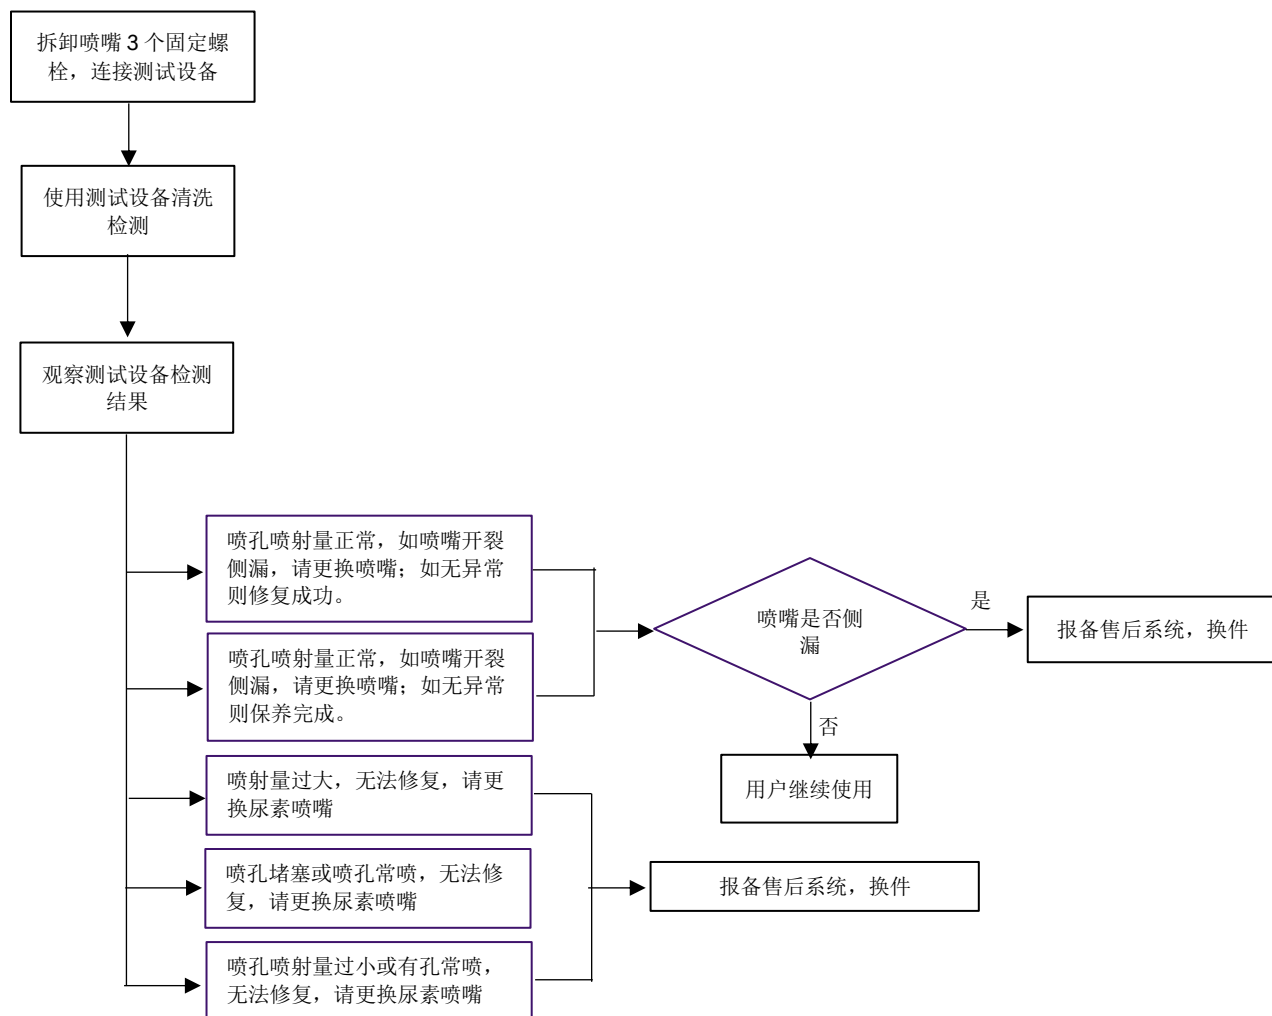 拆卸喷嘴 3 个固定螺
栓，连接测试设备
使用测试设备清洗
检测
观察测试设备检测
结果
喷孔喷射量正常，如喷嘴开裂
侧漏，请更换喷嘴；如无异常
则修复成功。
喷孔喷射量正常，如喷嘴开裂
侧漏，请更换喷嘴；如无异常
则保养完成。
喷嘴是否侧
漏
是
报备售后系统，换件
否
用户继续使用
喷射量过大，无法修复，请更
换尿素喷嘴
喷孔堵塞或喷孔常喷，无法修
复，请更换尿素喷嘴
喷孔喷射量过小或有孔常喷，
无法修复，请更换尿素喷嘴
报备售后系统，换件